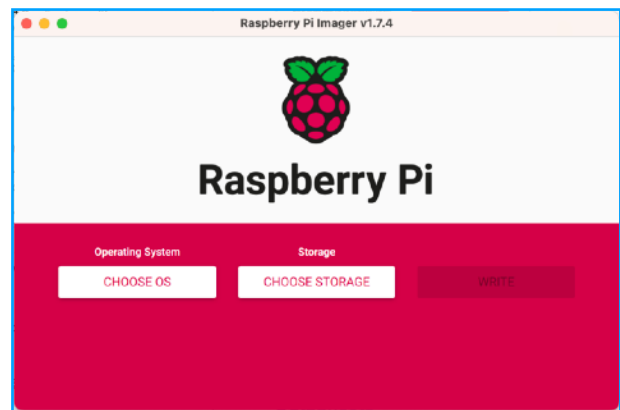 Raspberry Pi Imager v1.7.4
Raspberry Pi
Operating System Storage
CHOOSE OS CHOOSE STORAGE WRITE